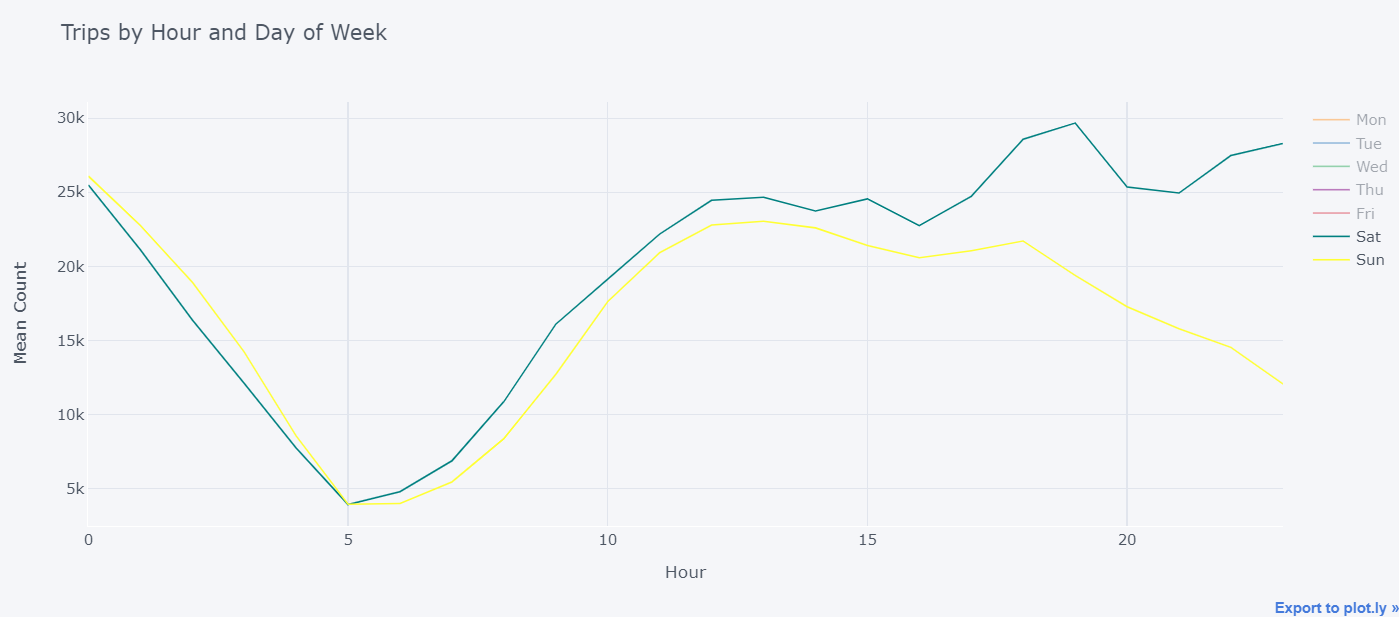 Trips by Hour and Day of Week
30k
25k
20k
15k
10k
5k
Mean Count
0 5 10 15 20
Hour
Mon
Tue
Wed
Thu
Fri
Sat
Sun
Export to plot.ly »